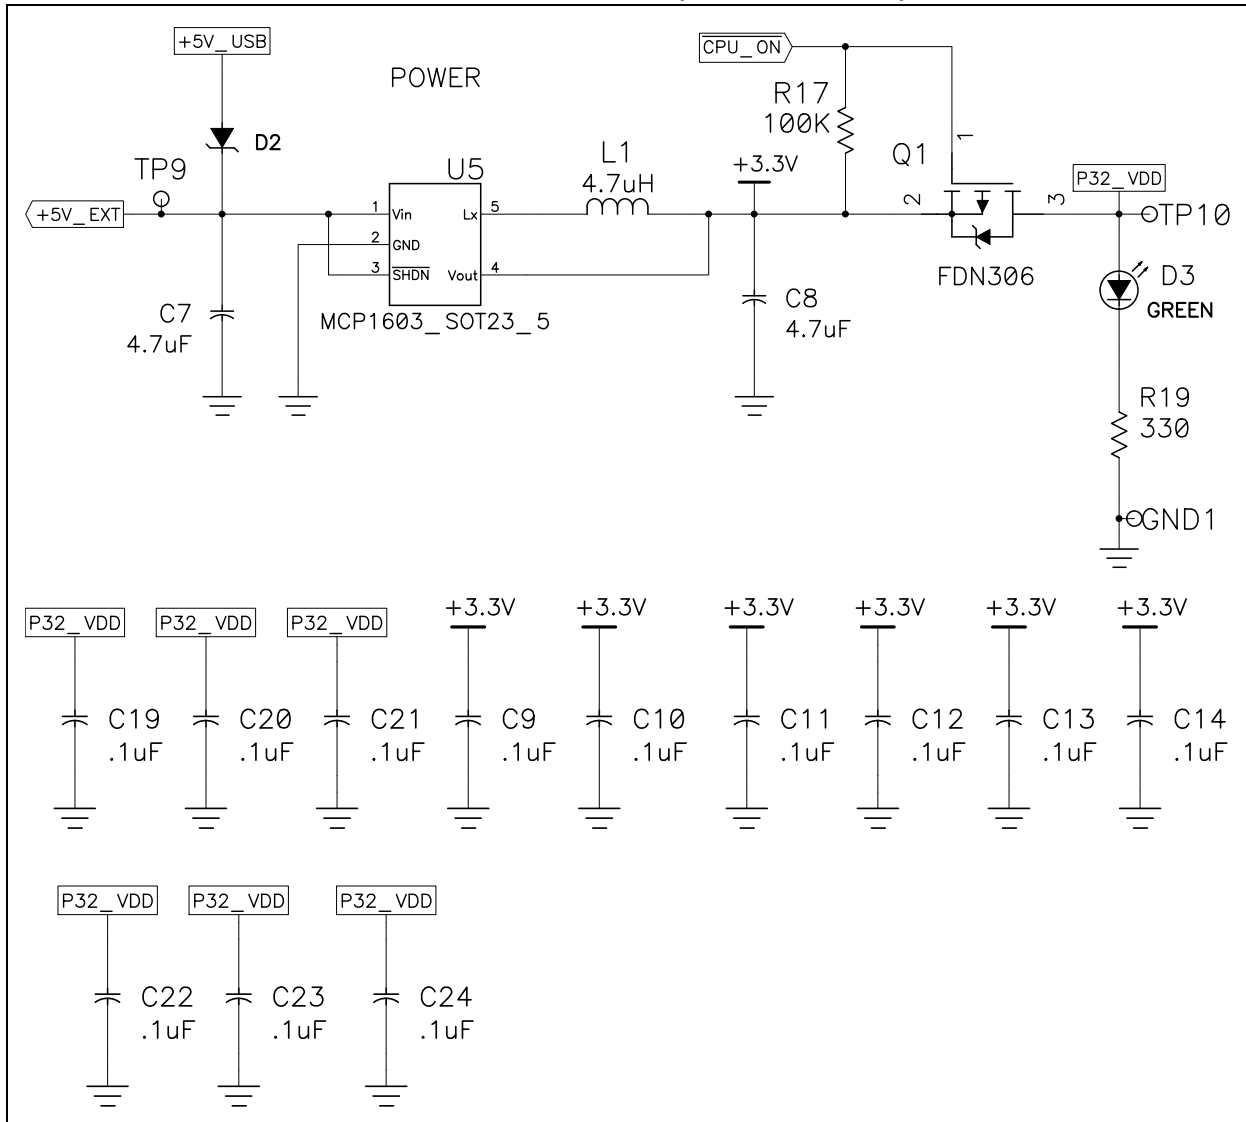 +5V_USB
CPU_ON
POWER
R17
100K
1
D2
Q1
TP9
U5
L1
4.7uH
+3.3V
P32_VDD
+5V_EXT
1 Vin
Lx 5
2
3
TP10
2 GND
3 SHDN
Vout 4
FDN306
D3
GREEN
C7
4.7uF
MCP1603_SOT23_5
C8
4.7uF
R19
330
GND1
P32_VDD P32_VDD P32_VDD +3.3V +3.3V +3.3V +3.3V +3.3V +3.3V
C19 C20 C21 C9 C10 C11 C12 C13 C14
.1uF .1uF .1uF .1uF .1uF .1uF .1uF .1uF .1uF
P32_VDD P32_VDD P32_VDD
C22 C23 C24
.1uF .1uF .1uF